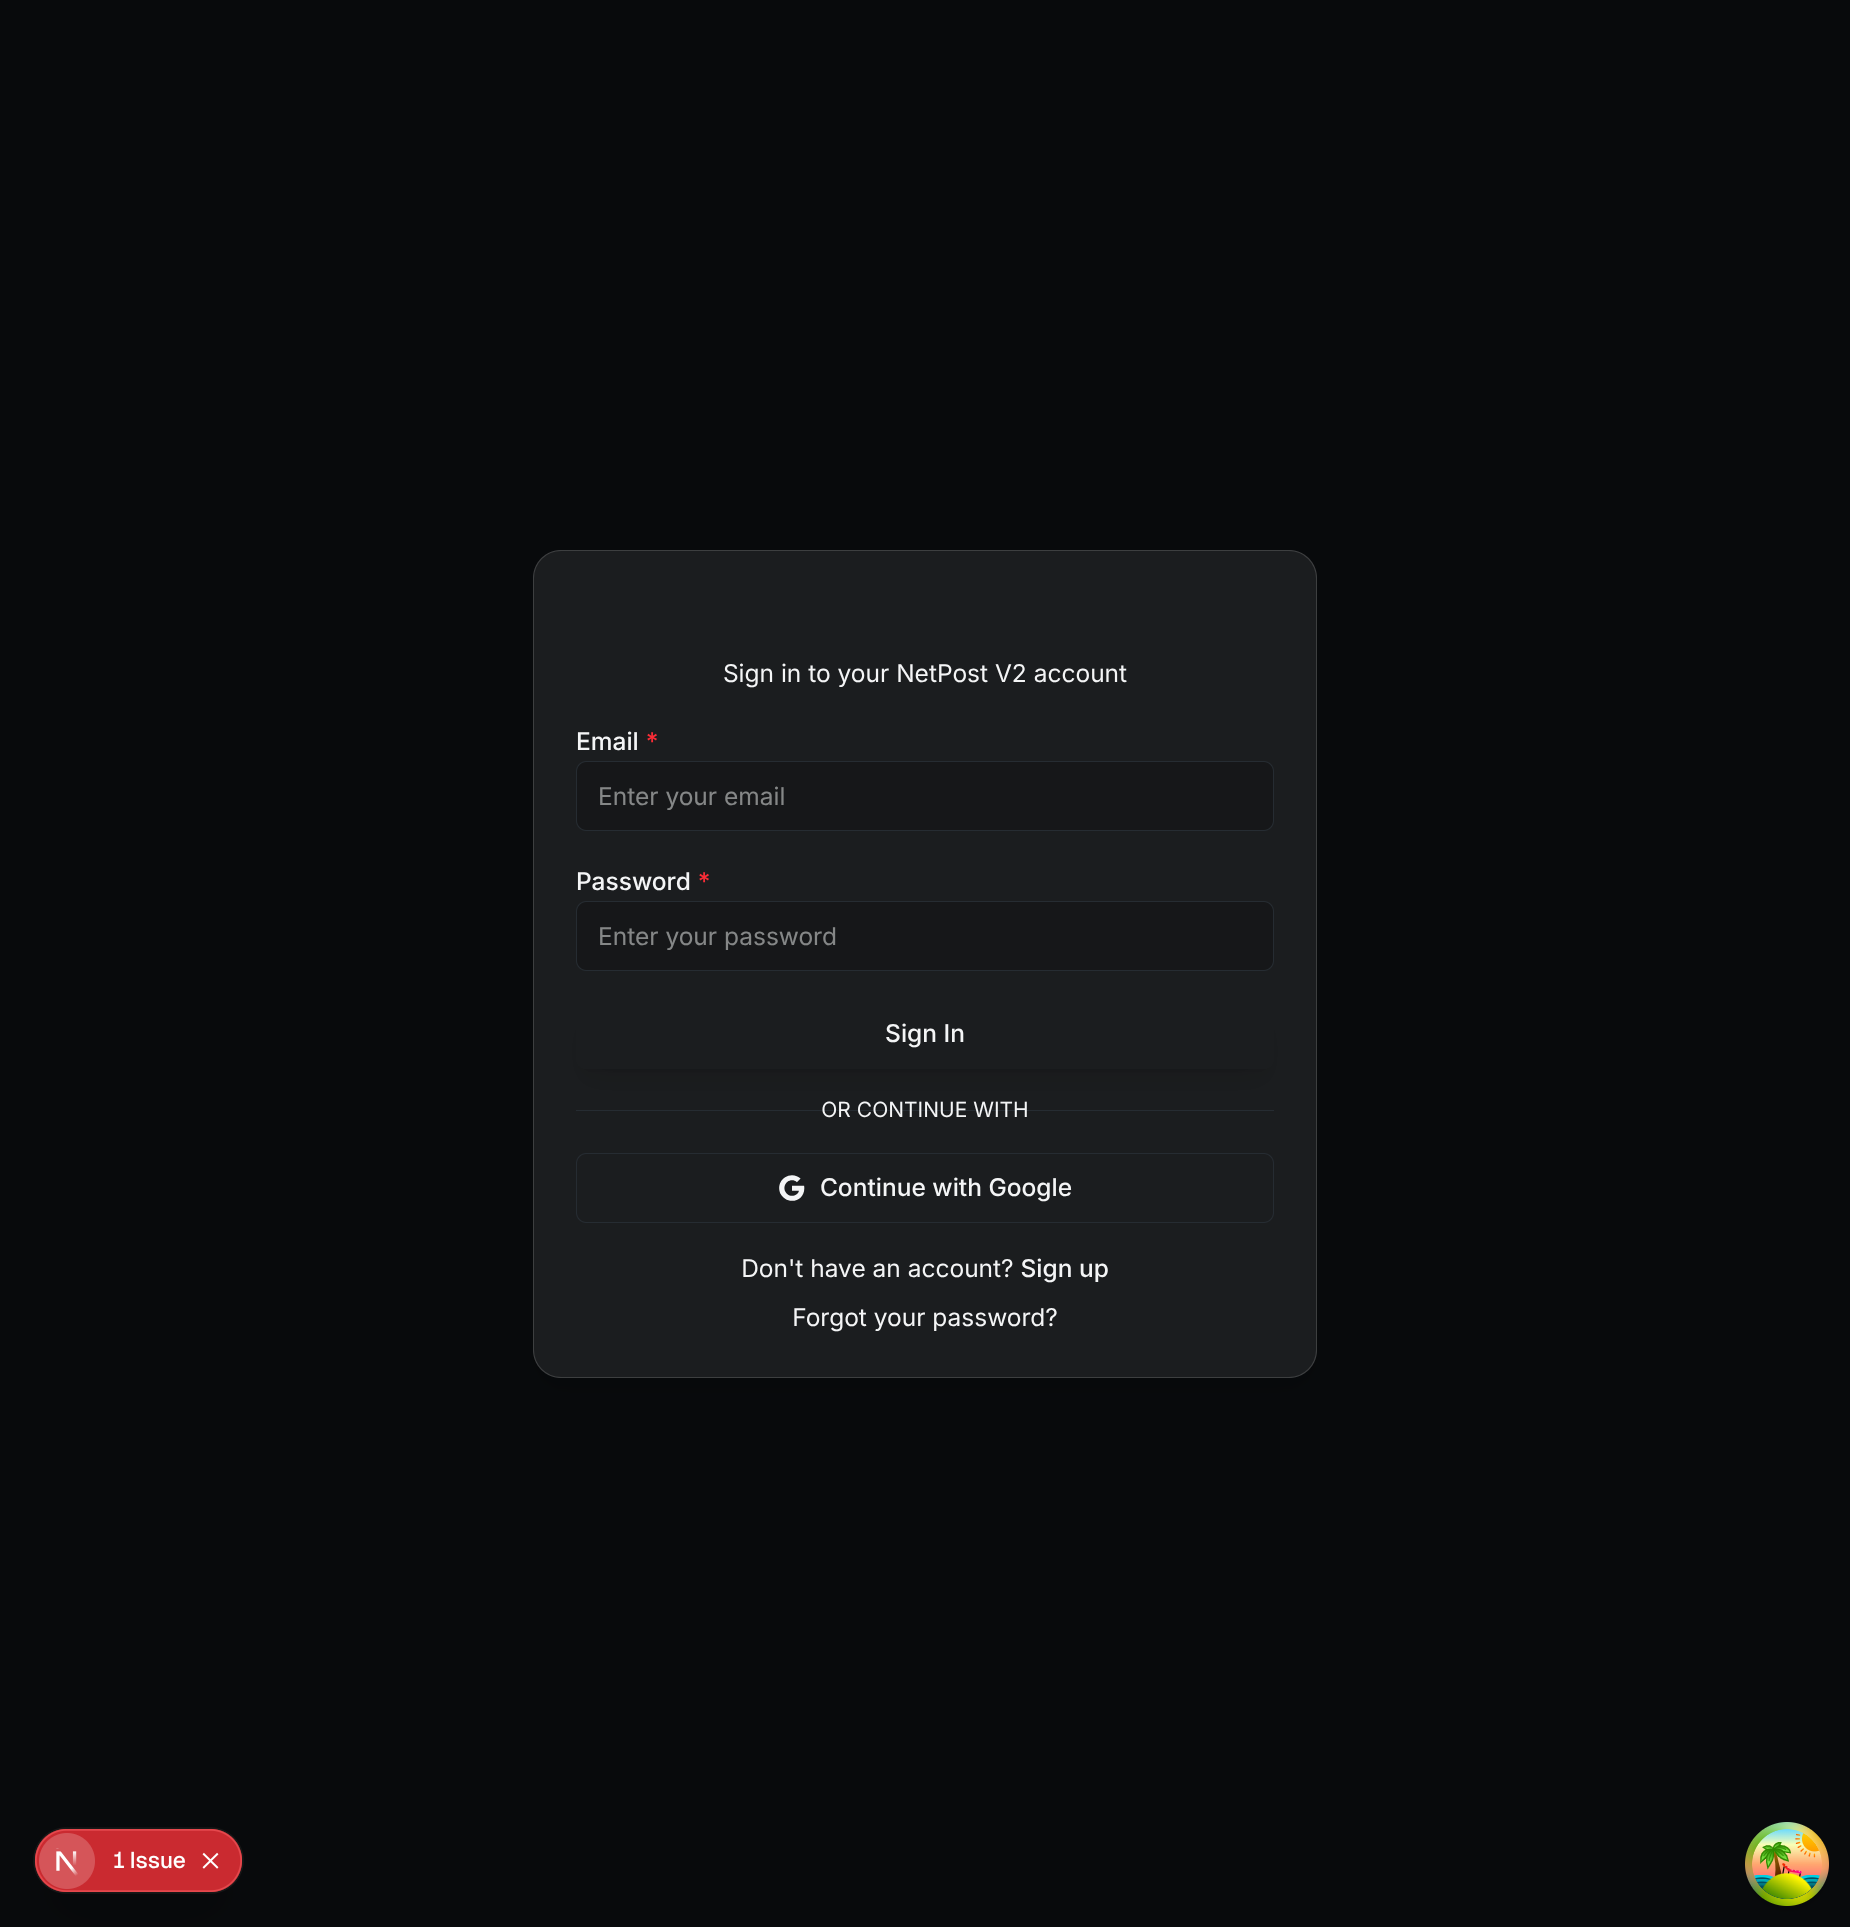 Sign in to your NetPost V2 account
Email *
Enter your email
Password *
Enter your password
Sign In
OR CONTINUE WITH
Continue with Google
Don't have an account? Sign up
Forgot your password?
1 Issue